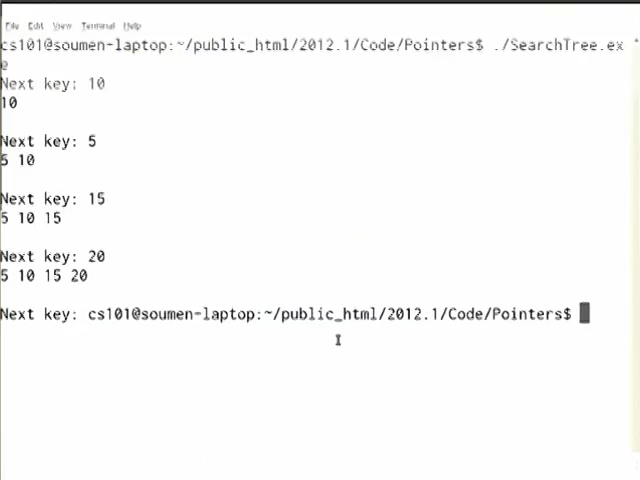 File Edit View Terminal Help
cs101@soumen-laptop:~/public_html/2012.1/Code/Pointers$ ./SearchTree.ex
e
Next key: 10
10
Next key: 5
5 10
Next key: 15
5 10 15
Next key: 20
5 10 15 20
Next key: cs101@soumen-laptop:~/public_html/2012.1/Code/Pointers$